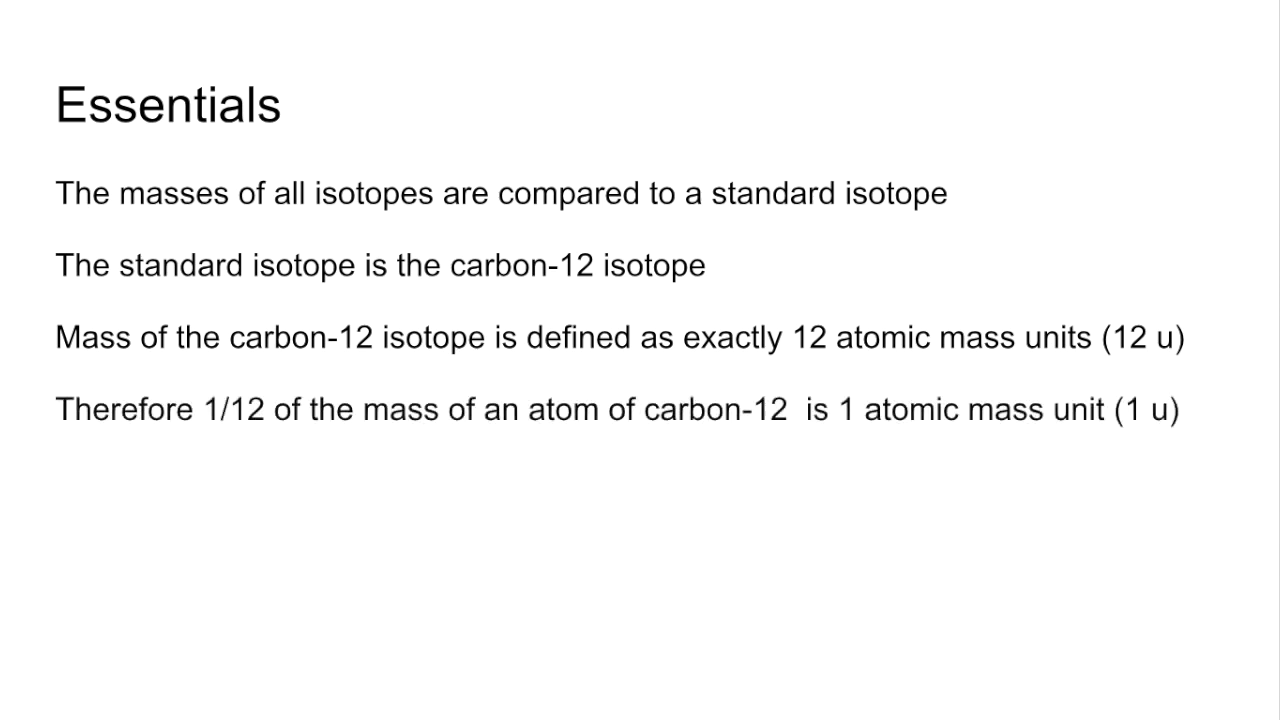 Essentials
The masses of all isotopes are compared to a standard isotope
The standard isotope is the carbon-12 isotope
Mass of the carbon-12 isotope is defined as exactly 12 atomic mass units (12 u)
Therefore 1/12 of the mass of an atom of carbon-12  is 1 atomic mass unit (1 u)